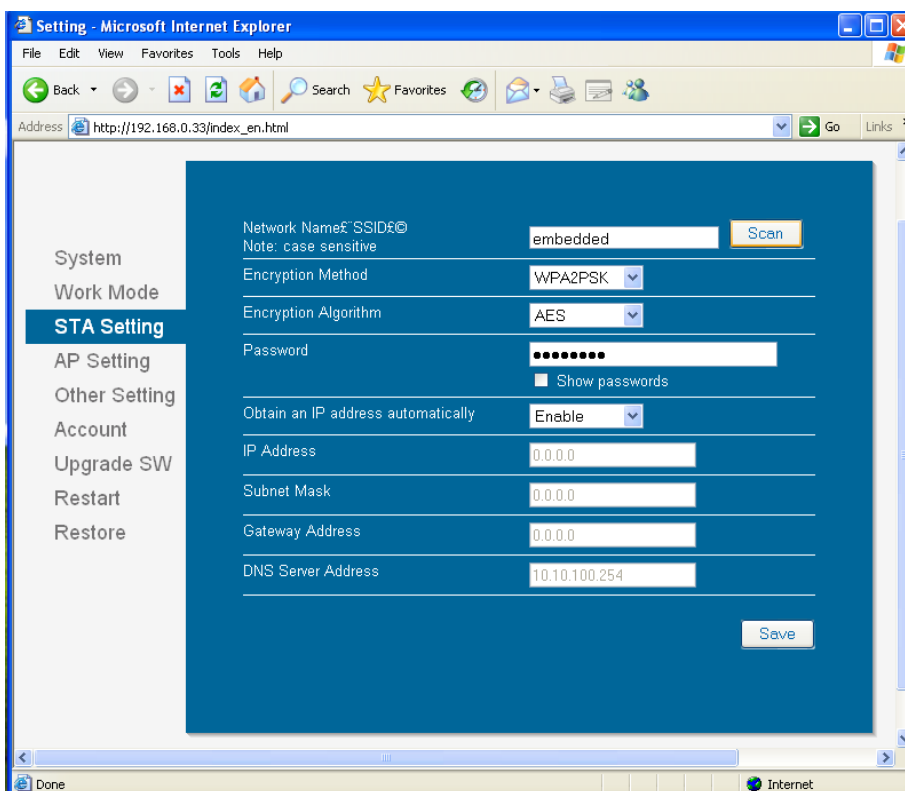 Setting - Microsoft Internet Explorer
File Edit View Favorites Tools Help
Back Search Favorites
Address http://192.168.0.33/index_en.html Go Links
Network Name£¨SSID£© embedded Scan
Note: case sensitive
System
Encryption Method WPA2PSK
Work Mode
Encryption Algorithm AES
STA Setting
Password ●●●●●●●●
AP Setting
Show passwords
Other Setting
Obtain an IP address automatically Enable
Account
IP Address 0.0.0.0
Upgrade SW
Subnet Mask 0.0.0.0
Restart
Gateway Address 0.0.0.0
Restore
DNS Server Address 10.10.100.254
Save
Done Internet